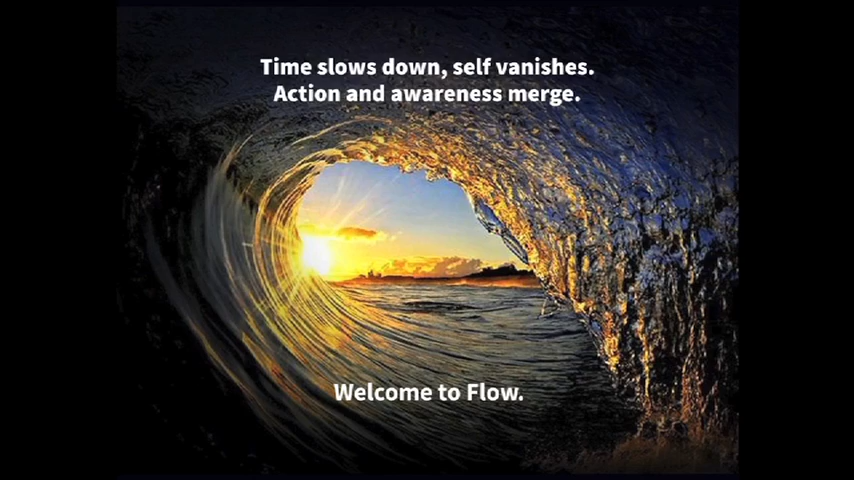 Time slows down, self vanishes.
Action and awareness merge.
Welcome to Flow.